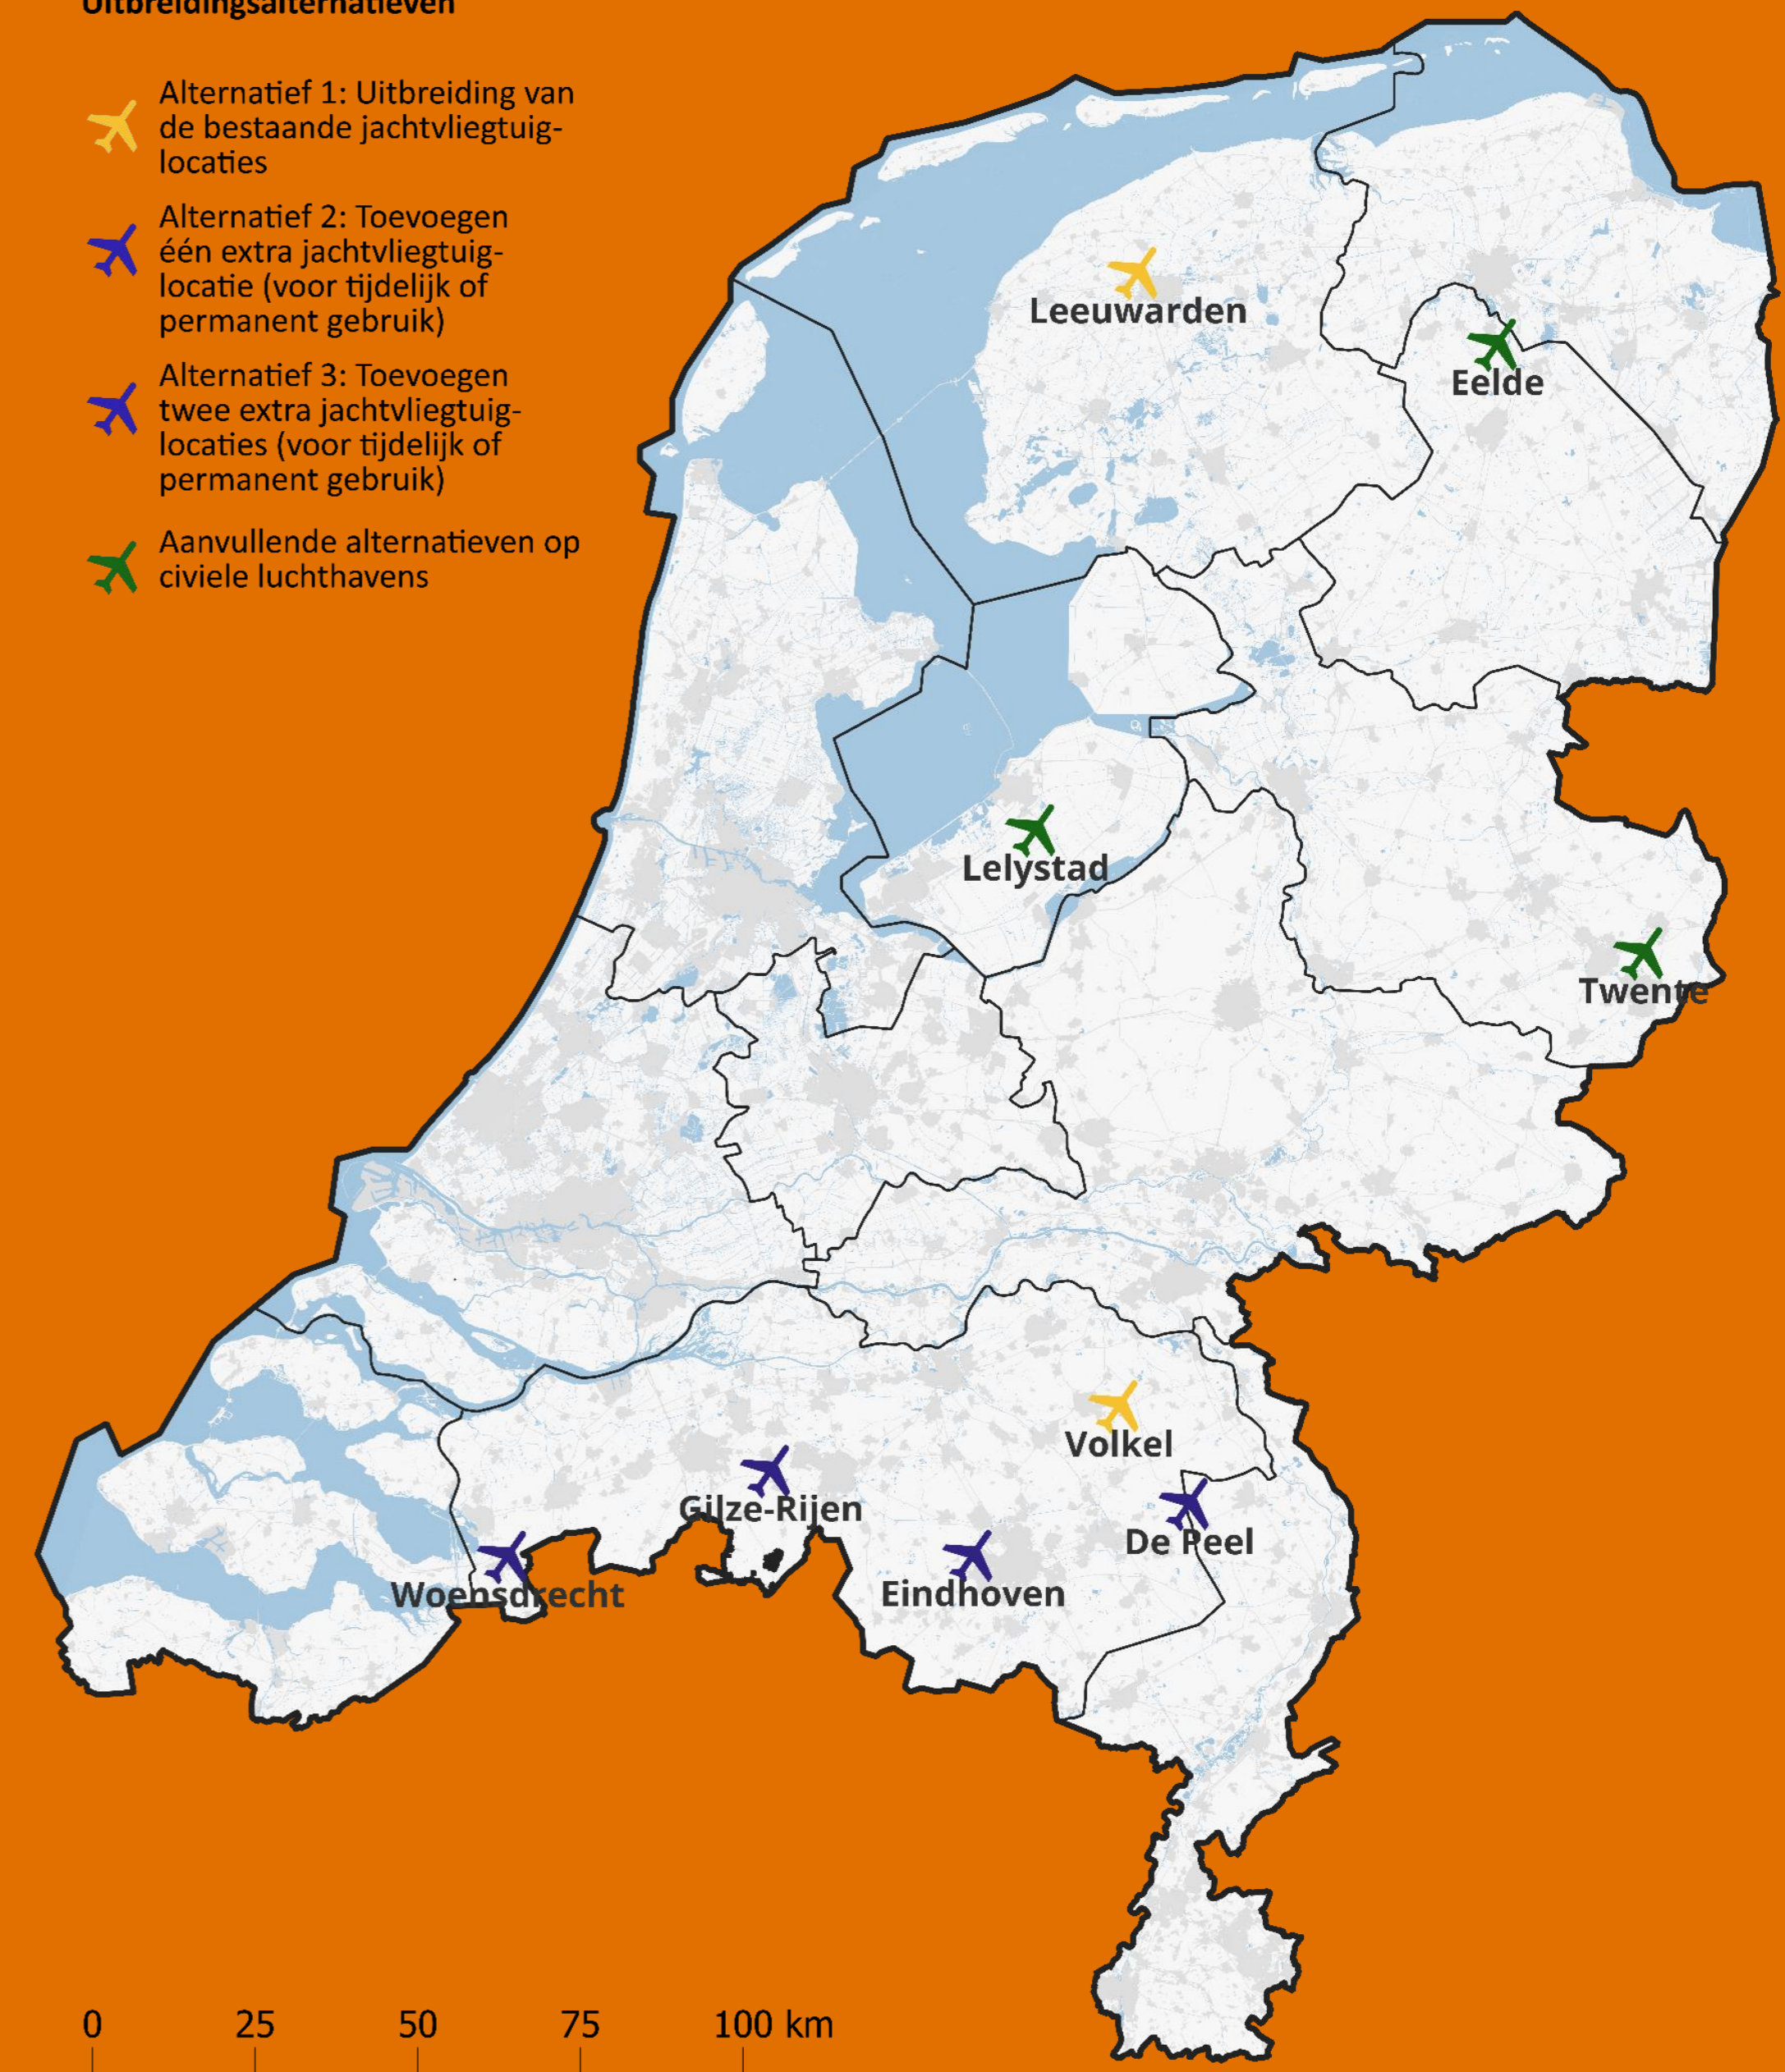 Uitbreidingsalternatieven
Alternatief 1: Uitbreiding van
de bestaande jachtvliegtuig-
locaties
Alternatief 2: Toevoegen
één extra jachtvliegtuig-
locatie (voor tijdelijk of
permanent gebruik)
Alternatief 3: Toevoegen
twee extra jachtvliegtuig-
locaties (voor tijdelijk of
permanent gebruik)
Aanvullende alternatieven op
civiele luchthavens
Leeuwarden
Eelde
Lelystad
Twente
Volkel
Gilze-Rijen
De Peel
Woensdrecht
Eindhoven
0 25 50 75 100 km